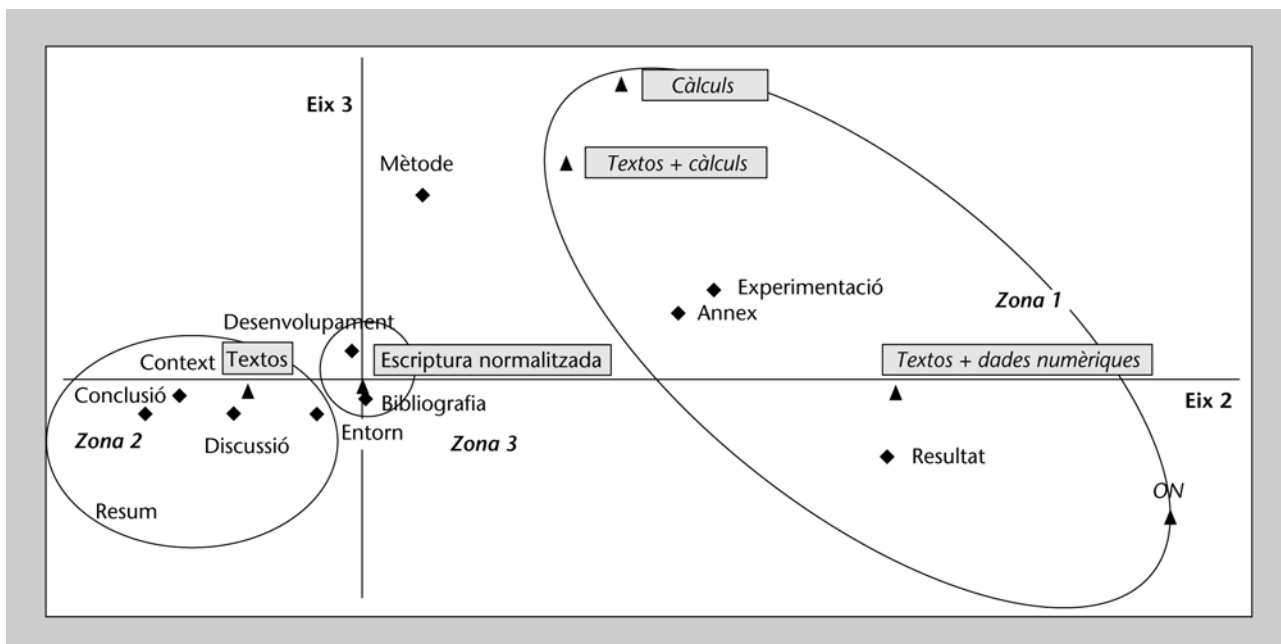 Càlculs
Eix 3
Textos + càlculs
Mètode
Experimentació
Zona 1
Annex
Desenvolupament
Context
Textos
Escriptura normalitzada
Textos + dades numèriques
Conclusió
Bibliografia
Eix 2
Entorn
Zona 2
Discussió
Zona 3
Resultat
ON
Resum